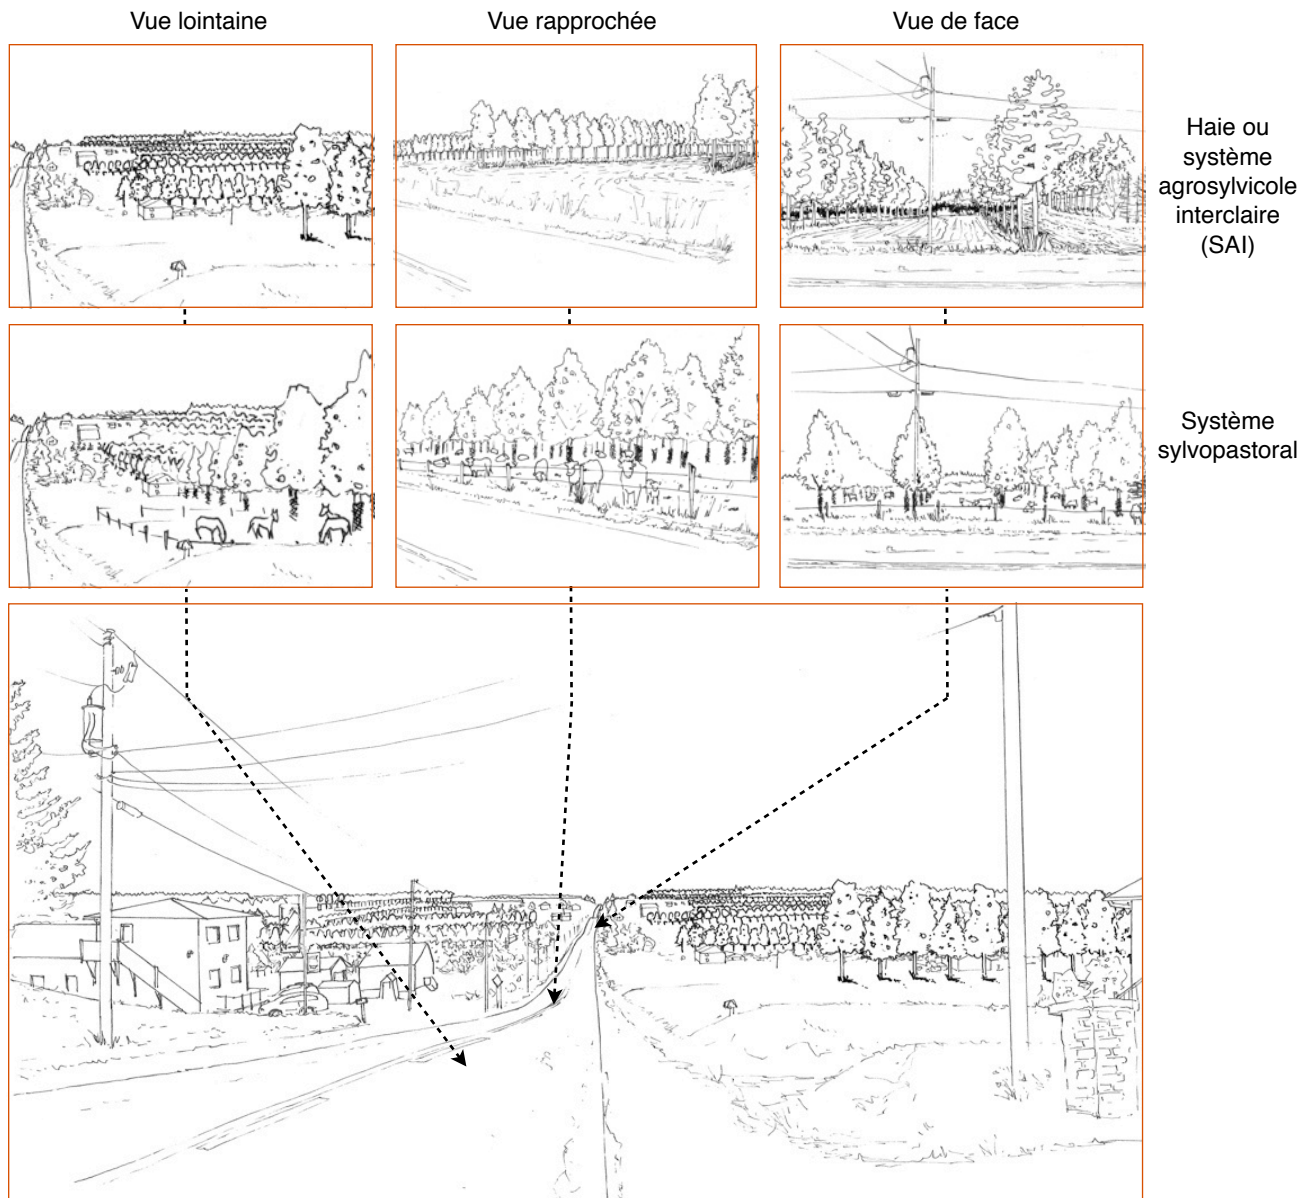 Vue lointaine
Vue rapprochée
Vue de face
Haie ou
système
agrosylvicole
interclaire
(SAI)
Système
sylvopastoral